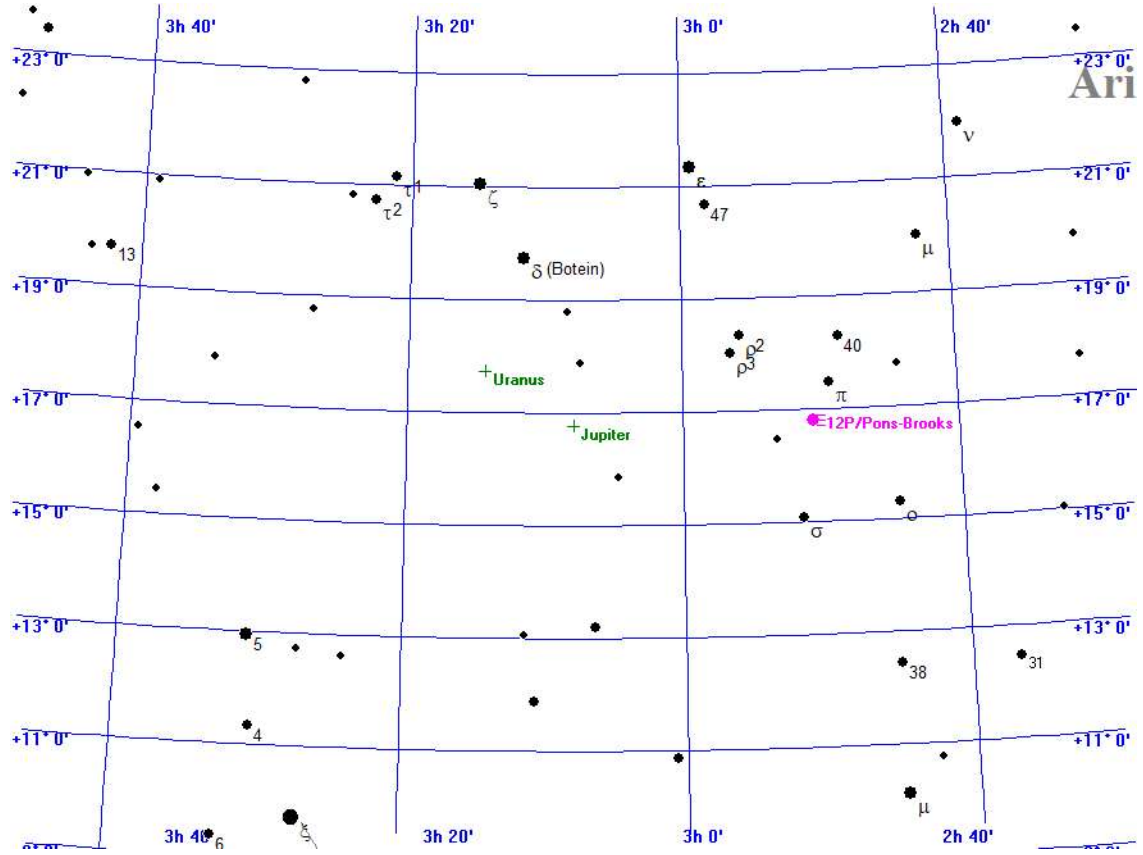 3h 40' 3h 20' 3h 0' 2h 40'
+23° 0' +23° 0'
Ari
ν
+21° 0' +21° 0'
τ1 ζ ε
τ2 47
13 μ
δ (Botein)
+19° 0' +19° 0'
ρ2 40
ρ3
Uranus π
+17° 0' +17° 0'
12P/Pons-Brooks
Jupiter
+15° 0' +15° 0'
σ ο
+13° 0' +13° 0'
5
38 31
4
+11° 0' +11° 0'
μ
3h 40' 3h 20' 3h 0' 2h 40'
6 ξ